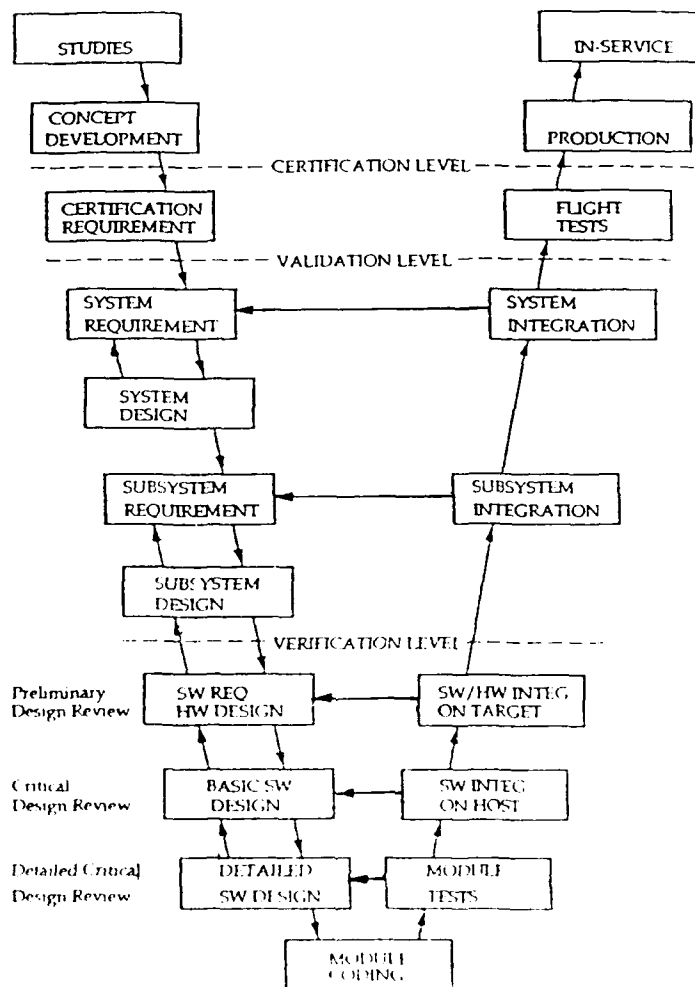 STUDIES
IN-SERVICE
CONCEPT
DEVELOPMENT
PRODUCTION
CERTIFICATION LEVEL
CERTIFICATION
REQUIREMENT
FLIGHT
TESTS
VALIDATION LEVEL
SYSTEM
REQUIREMENT
SYSTEM
INTEGRATION
SYSTEM
DESIGN
SUBSYSTEM
REQUIREMENT
SUBSYSTEM
INTEGRATION
SUBSYSTEM
DESIGN
VERIFICATION LEVEL
Preliminary
Design Review
SW REQ
HW DESIGN
SW/HW INTEG
ON TARGET
Critical
Design Review
BASIC SW
DESIGN
SW INTEG
ON HOST
Detailed Critical
Design Review
DETAILED
SW DESIGN
MODULE
TESTS
MODULE
CODING